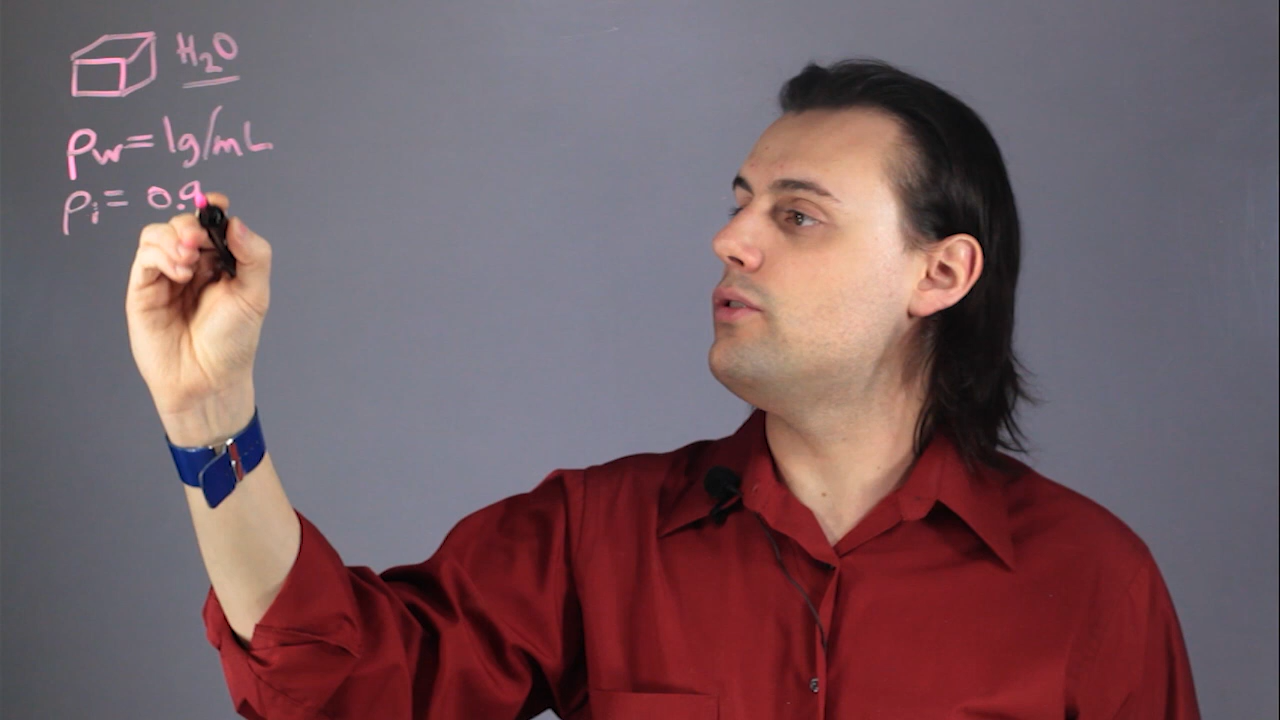 H₂O
ρw = 1g/mL
ρi = 0.9